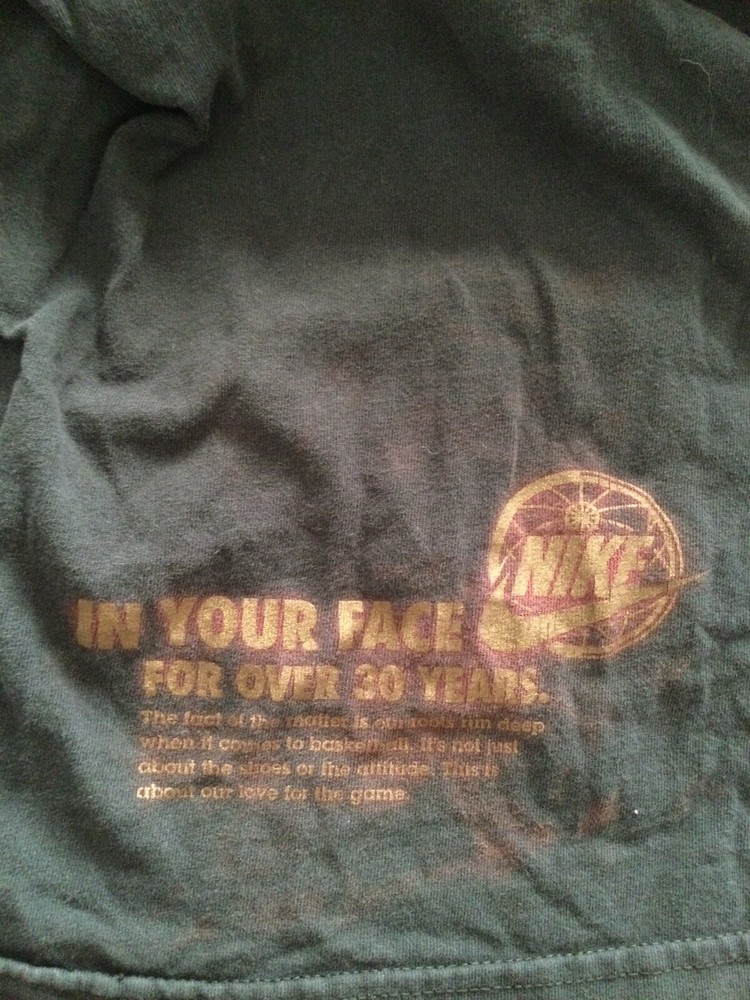 NIKE
IN YOUR FACE
FOR OVER 30 YEARS.
The fact of the matter is our roots run deep
when it comes to basketball. It's not just
about the shoes or the attitude. This is
about our love for the game.